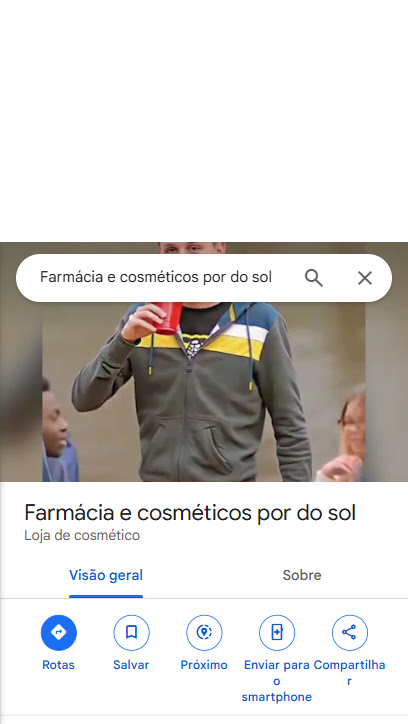 Farmácia e cosméticos por do sol
Farmácia e cosméticos por do sol
Loja de cosmético
Visão geral
Sobre
Rotas
Salvar
Próximo
Enviar para
o
smartphone
Compartilha
r